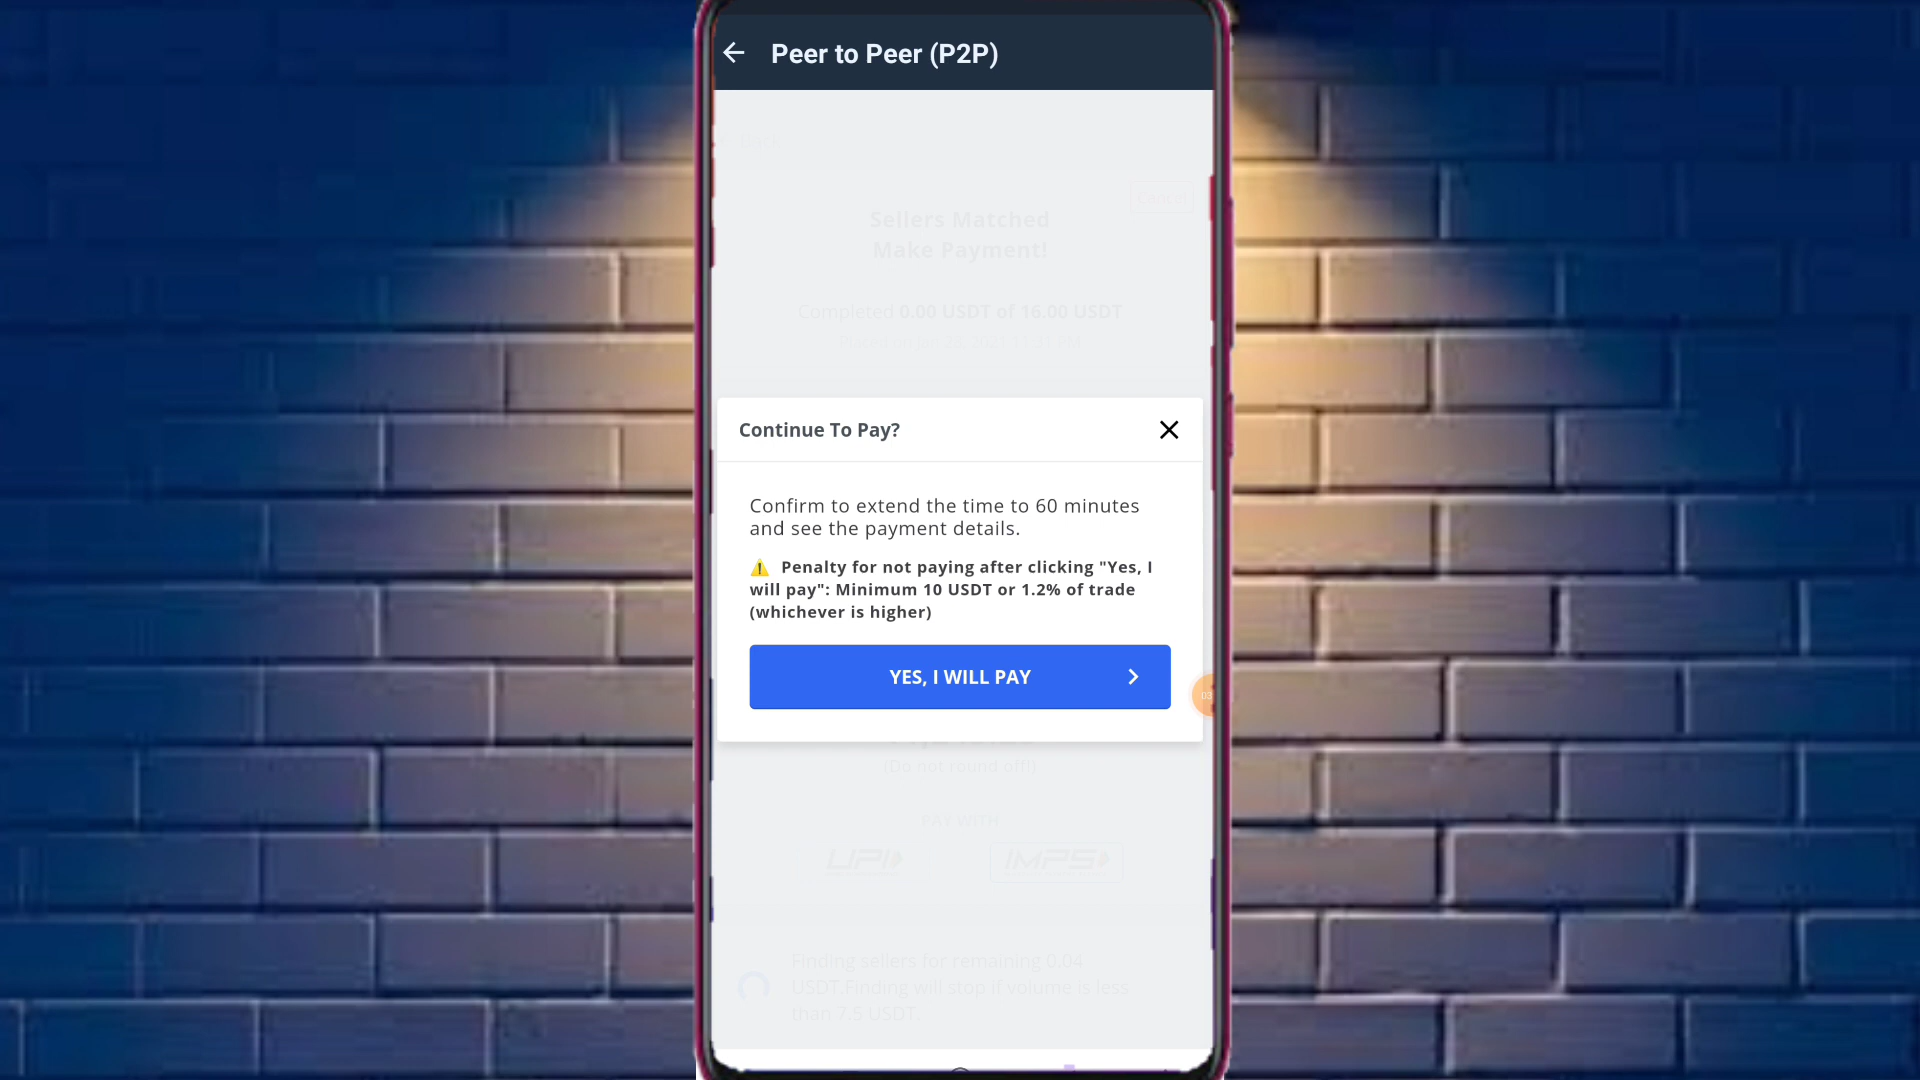 Peer to Peer (P2P)
Back
Cancel
Sellers Matched
Make Payment!
Completed 0.00 USDT of 16.00 USDT
Continue To Pay?
Confirm to extend the time to 60 minutes
and see the payment details.
⚠️ Penalty for not paying after clicking "Yes, I
will pay": Minimum 10 USDT or 1.2% of trade
(whichever is higher)
YES, I WILL PAY
03
(Do not round off!)
PAY WITH
UPI
IMPS
Finding sellers for remaining 0.04
USDT.Finding will stop if volume is less
than 7.5 USDT.